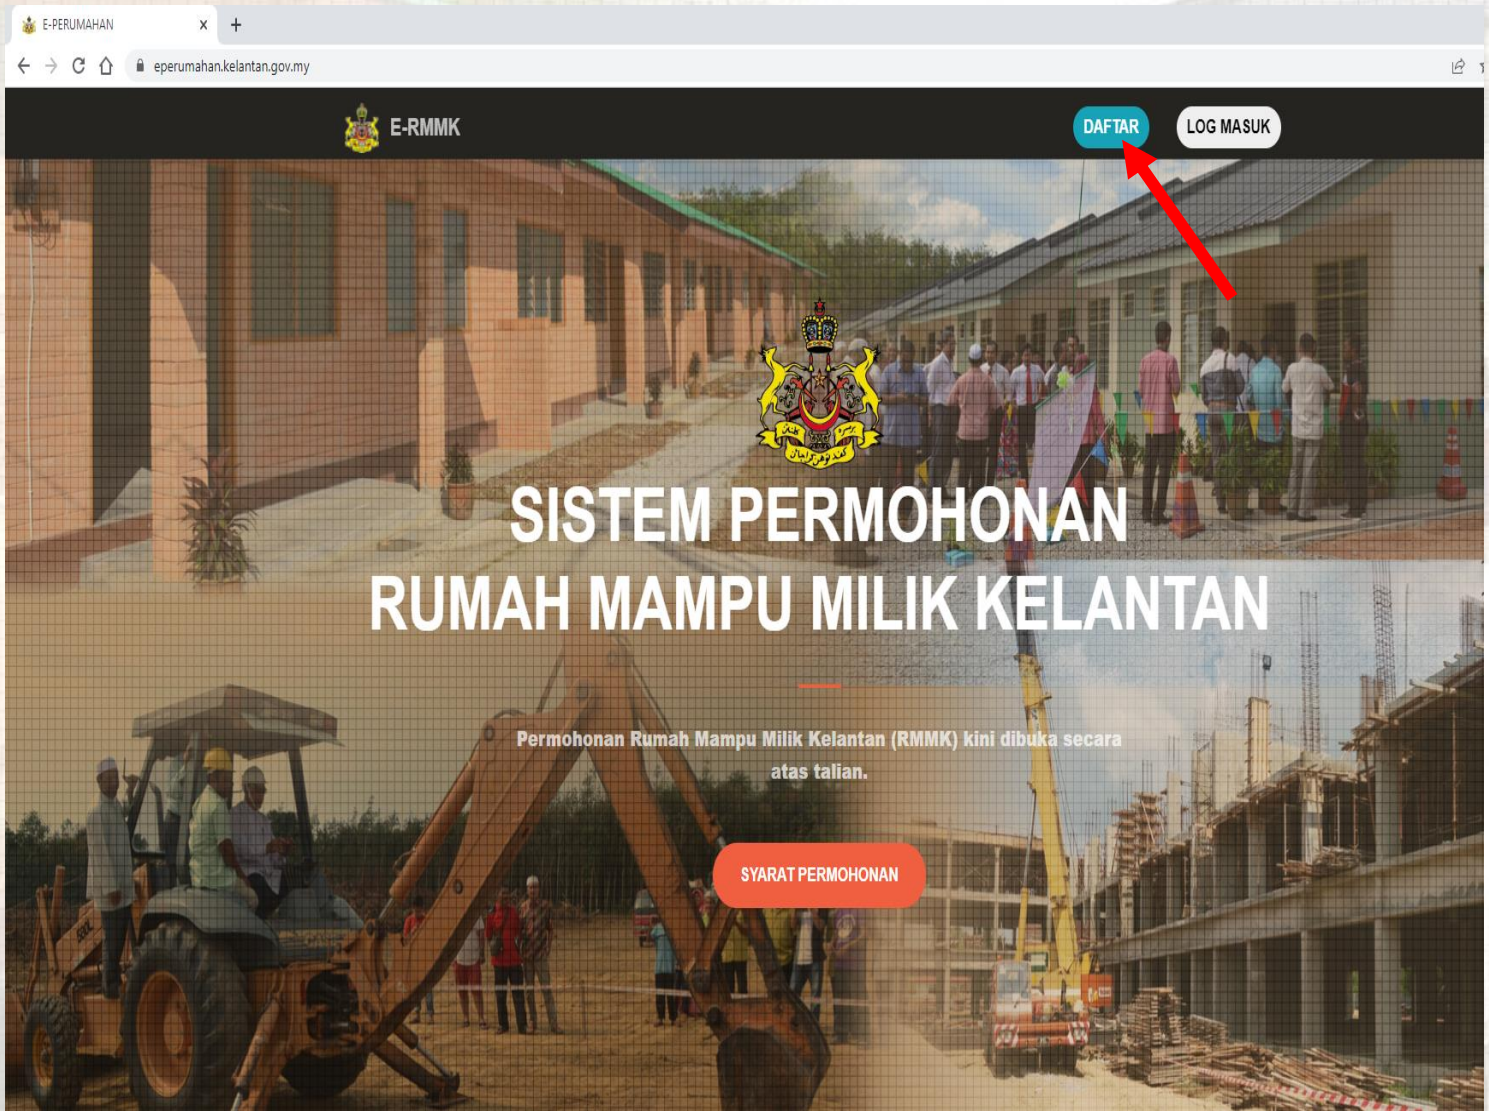 E-PERUMAHAN
eperumahan.kelantan.gov.my
E-RMMK
DAFTAR
LOG MASUK
SISTEM PERMOHONAN
RUMAH MAMPU MILIK KELANTAN
Permohonan Rumah Mampu Milik Kelantan (RMMK) kini dibuka secara
atas talian.
SYARAT PERMOHONAN